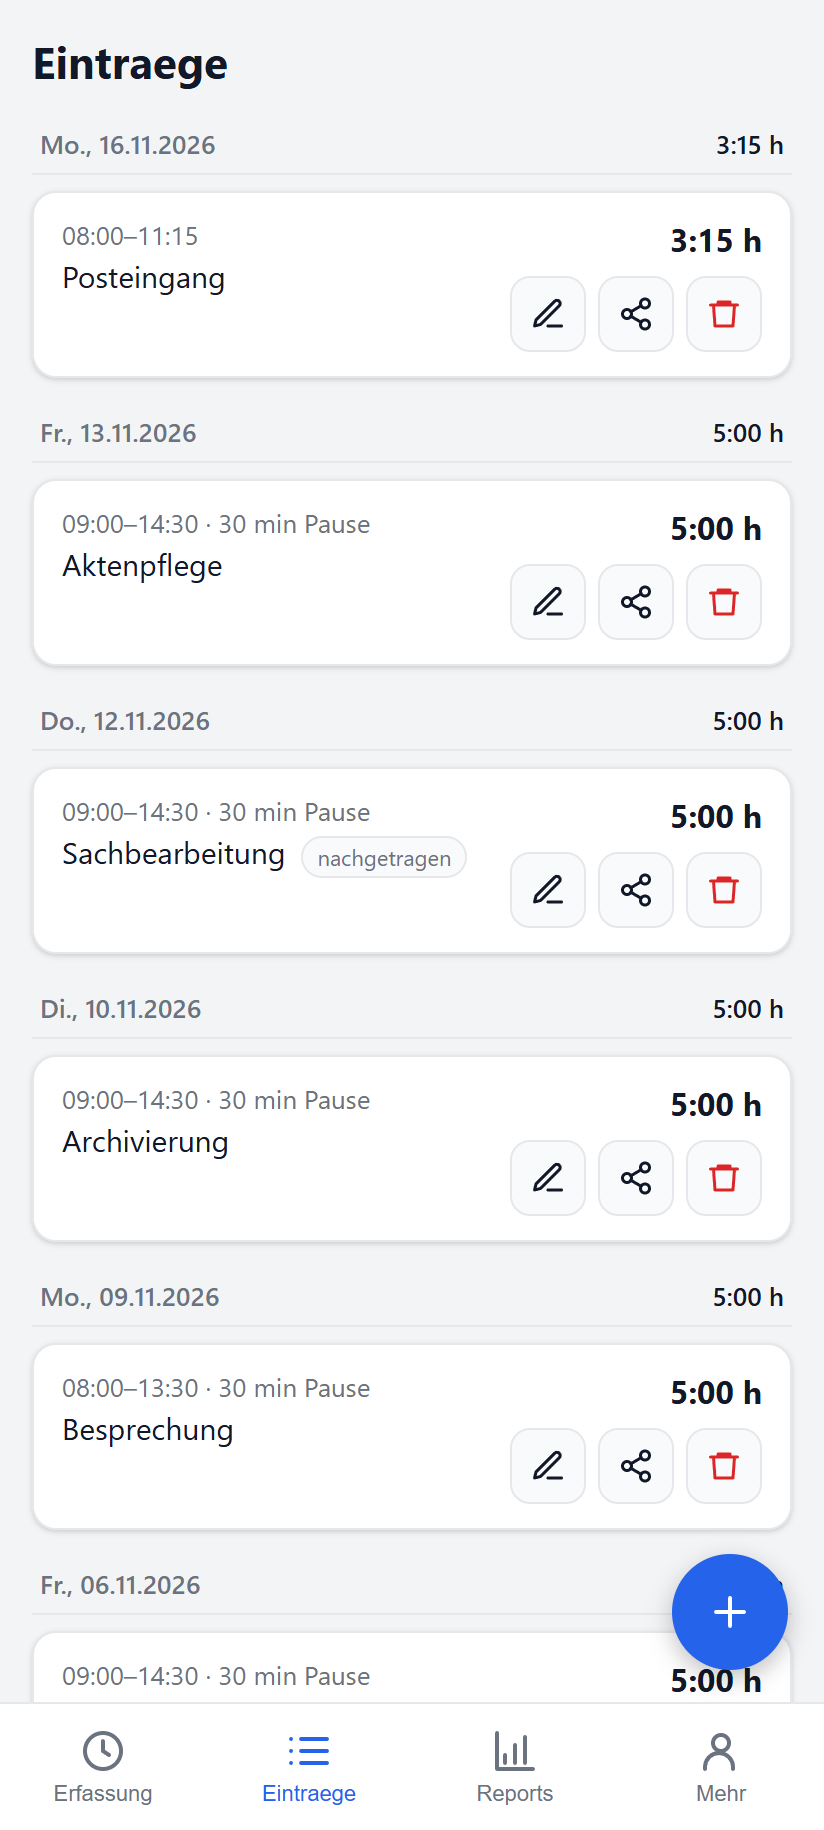 Eintraege
Mo., 16.11.2026 3:15 h
08:00–11:15 3:15 h
Posteingang
Fr., 13.11.2026 5:00 h
09:00–14:30 · 30 min Pause 5:00 h
Aktenpflege
Do., 12.11.2026 5:00 h
09:00–14:30 · 30 min Pause 5:00 h
Sachbearbeitung nachgetragen
Di., 10.11.2026 5:00 h
09:00–14:30 · 30 min Pause 5:00 h
Archivierung
Mo., 09.11.2026 5:00 h
08:00–13:30 · 30 min Pause 5:00 h
Besprechung
Fr., 06.11.2026
09:00–14:30 · 30 min Pause 5:00 h
Erfassung Eintraege Reports Mehr